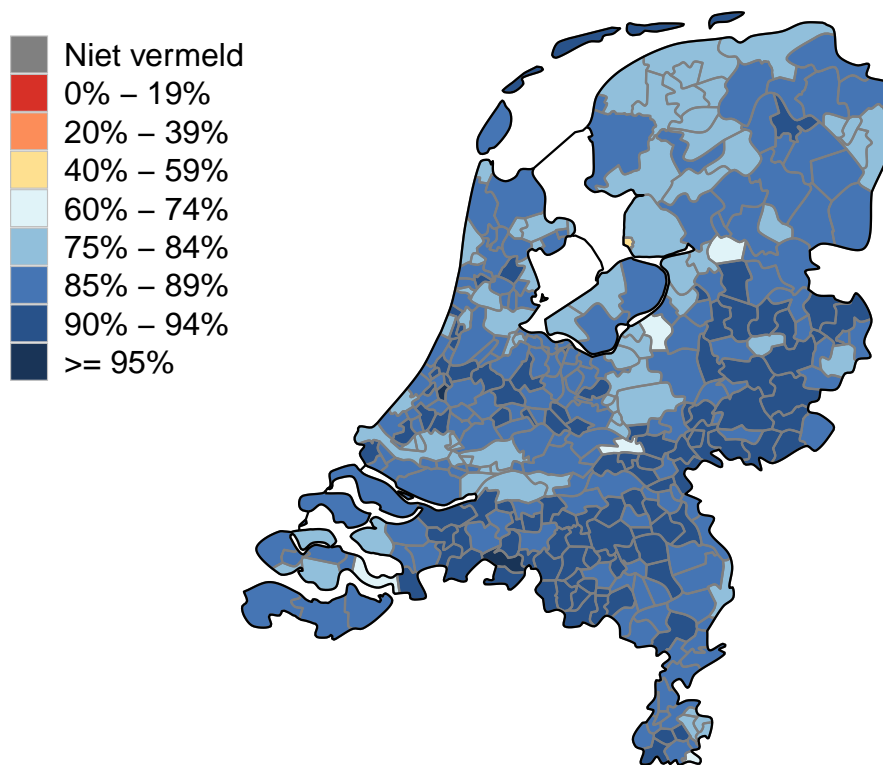 Niet vermeld
0% – 19%
20% – 39%
40% – 59%
60% – 74%
75% – 84%
85% – 89%
90% – 94%
>= 95%